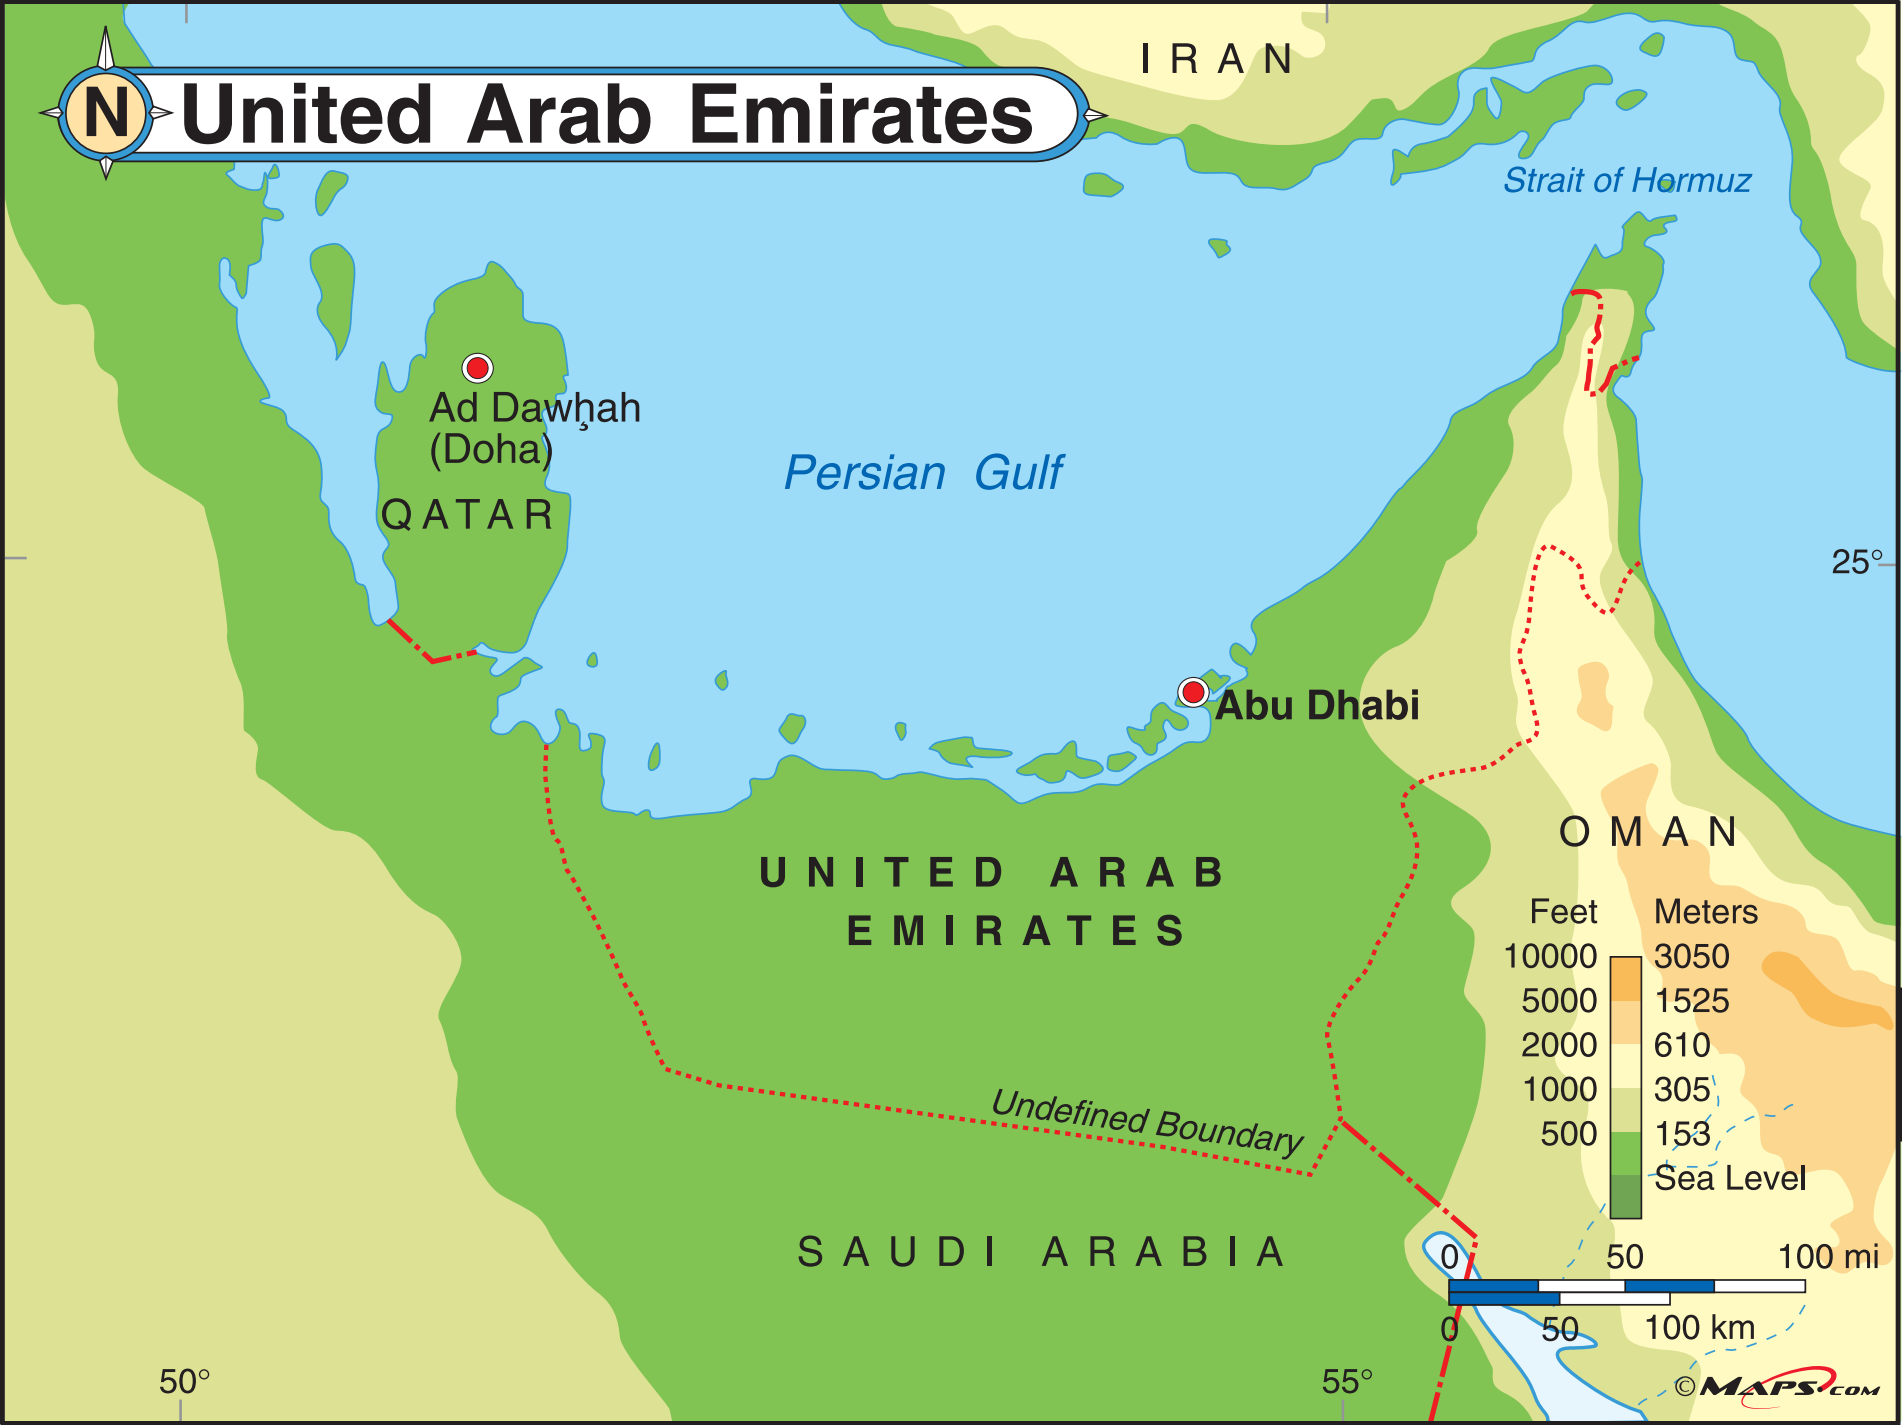 N United Arab Emirates
IRAN
Strait of Hormuz
Ad Dawḩah
(Doha)
QATAR
Persian Gulf
25°
Abu Dhabi
OMAN
UNITED ARAB
EMIRATES
Feet Meters
10000 3050
5000 1525
2000 610
1000 305
500 153
Sea Level
Undefined Boundary
SAUDI ARABIA
0 50 100 mi
0 50 100 km
50° 55°
©MAPS.COM